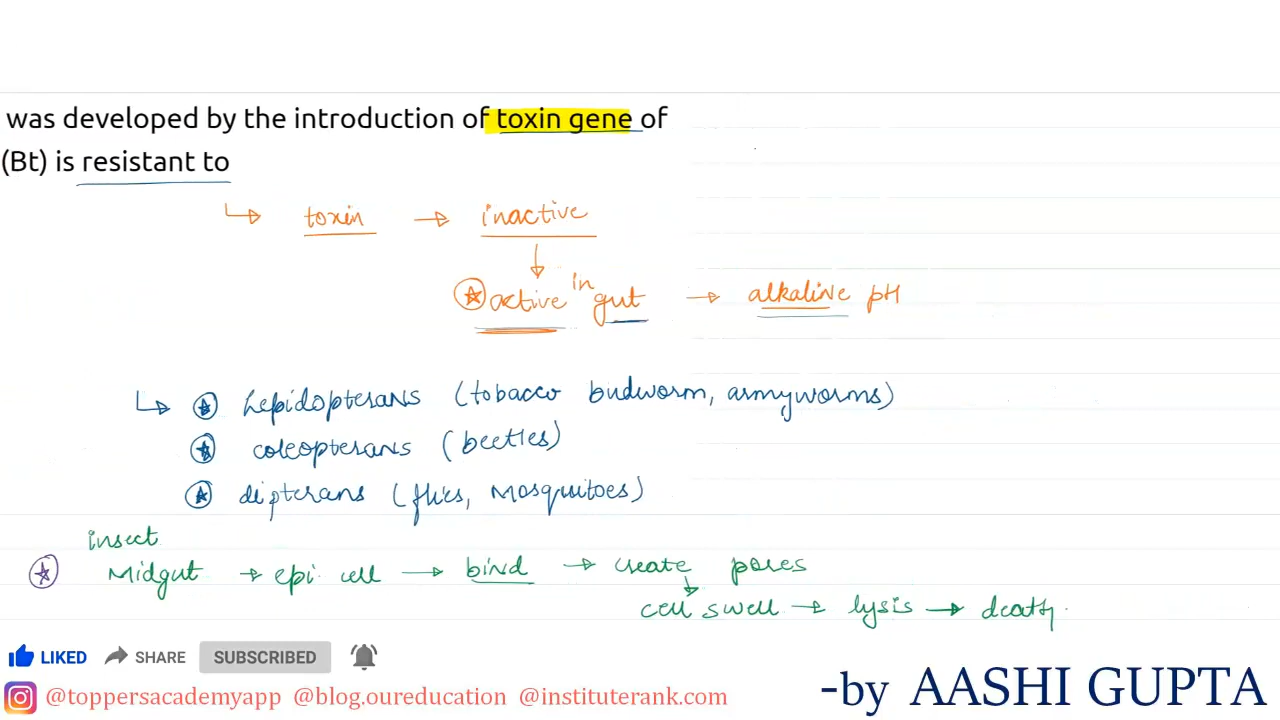 was developed by the introduction of toxin gene of
(Bt) is resistant to
toxin → inactive
active in gut → alkaline pH
Lepidopterans (tobacco budworm, armyworms)
coleopterans (beetles)
dipterans (flies, Mosquitoes)
insect
Midgut → epi cell → bind → create pores
cell swell → lysis → death.
LIKED SHARE SUBSCRIBED
@toppersacademyapp @blog.oureducation @instituterank.com
-by AASHI GUPTA